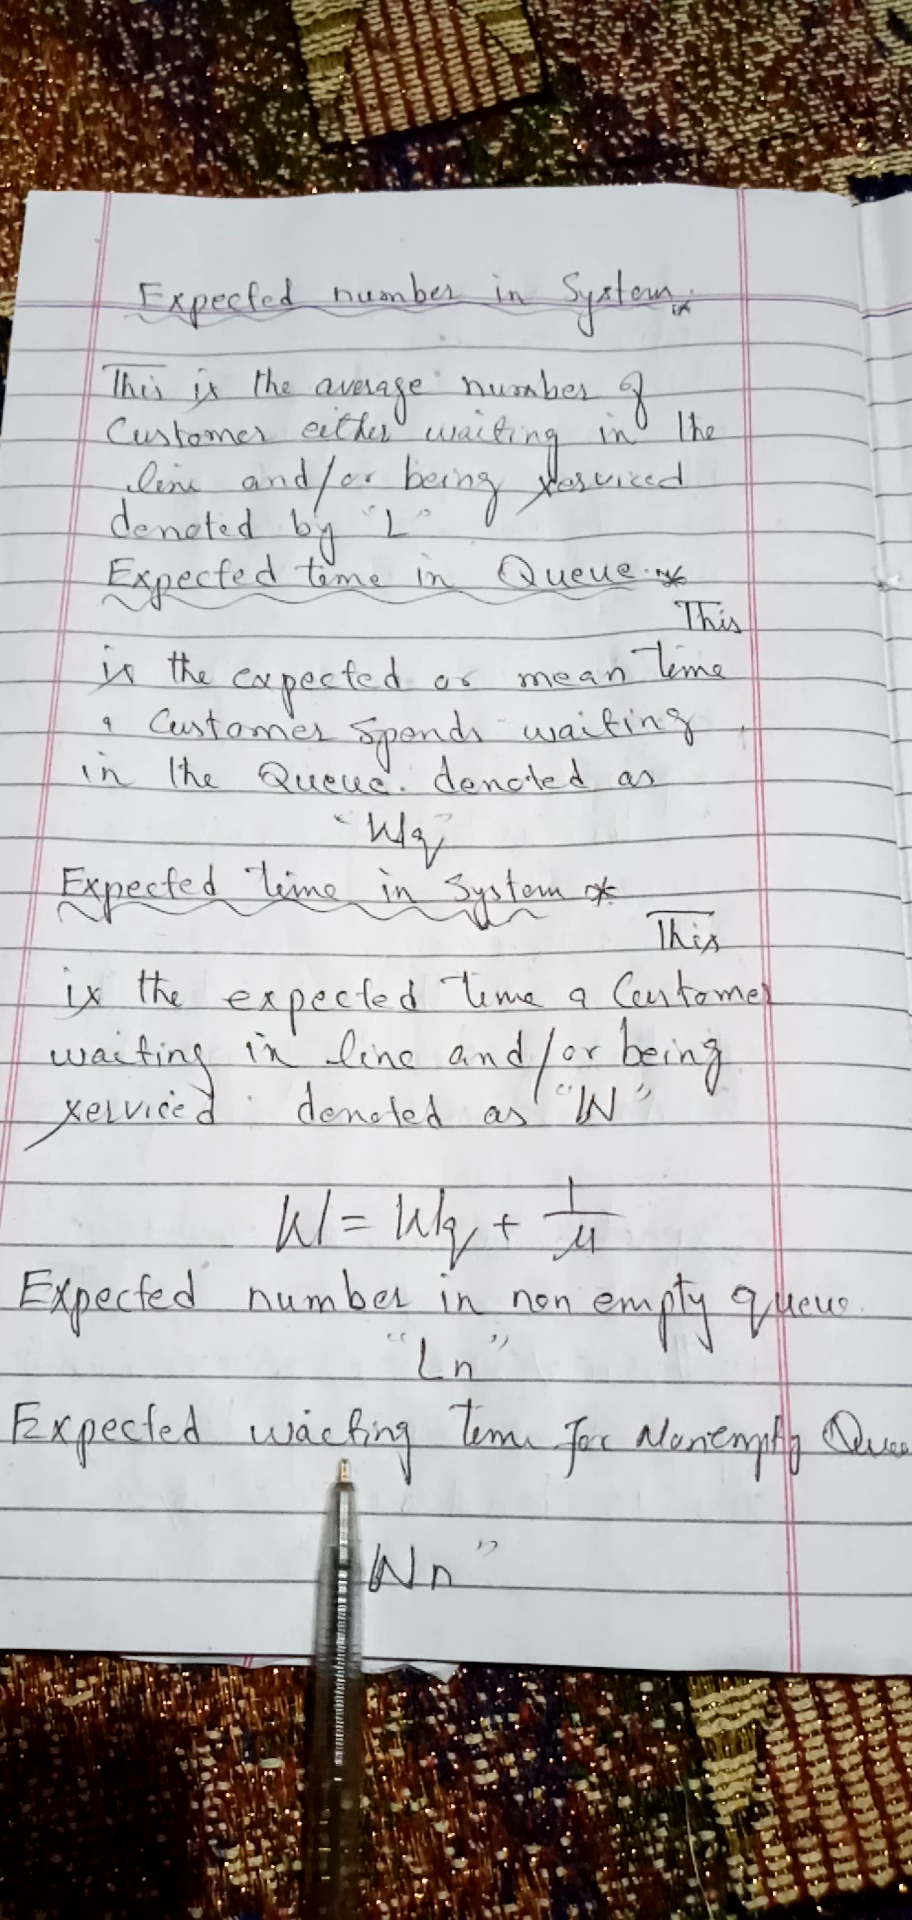 Expected number in System:*
This is the average number of
Customer either waiting in the
line and/or being serviced
denoted by "L"
Expected time in Queue.*
This
is the expected or mean time
a Customer spends waiting
in the Queue. denoted as
"Wq"
Expected time in System *
This
is the expected time a Customer
waiting in line and/or being
serviced. denoted as "W"
W = Wq + 1/μ
Expected number in non empty queue.
"Ln"
Expected waiting time for Nonempty Queue
Wn"